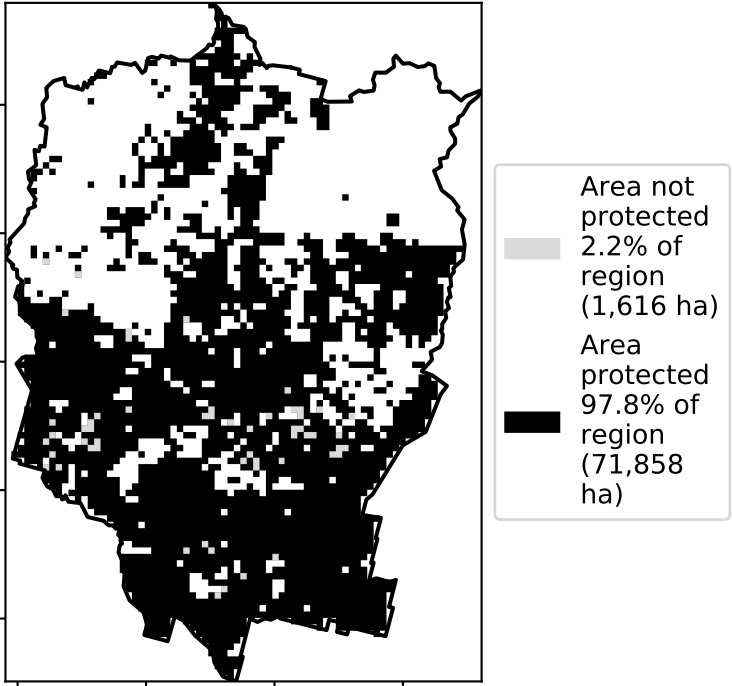 Area not
protected
2.2% of
region
(1,616 ha)
Area
protected
97.8% of
region
(71,858
ha)